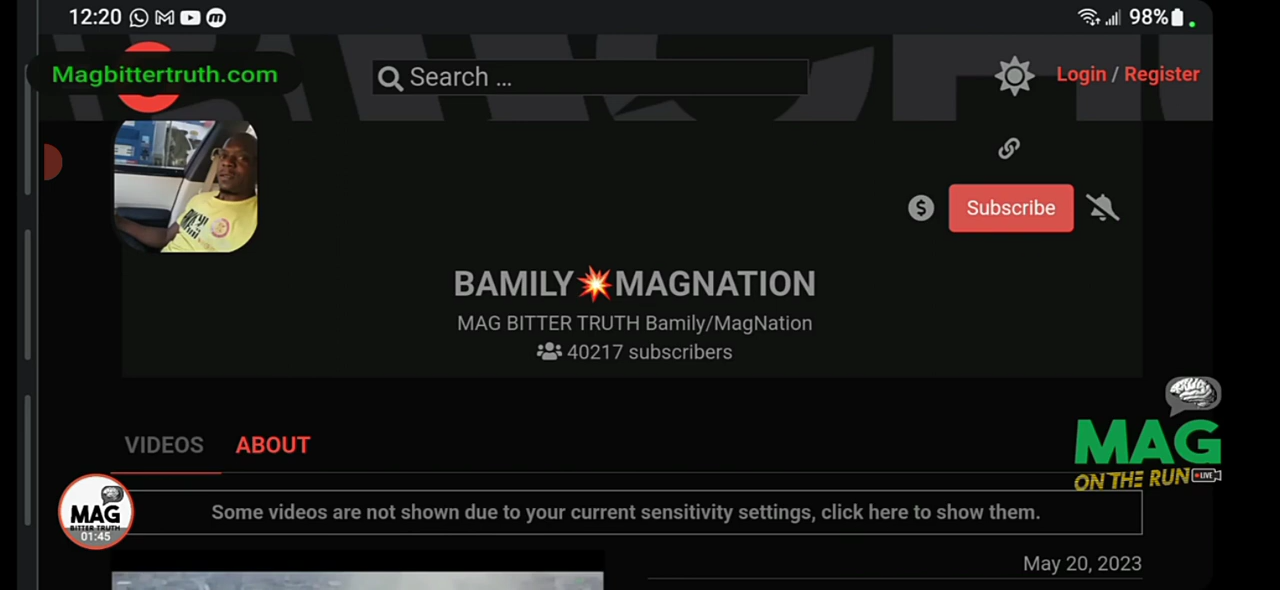 12:20
98%
Magbittertruth.com
Search ...
Login / Register
Subscribe
BAMILY💥MAGNATION
MAG BITTER TRUTH Bamily/MagNation
40217 subscribers
VIDEOS ABOUT
MAG
ON THE RUN LIVE
MAG
BITTER TRUTH
01:45
Some videos are not shown due to your current sensitivity settings, click here to show them.
May 20, 2023